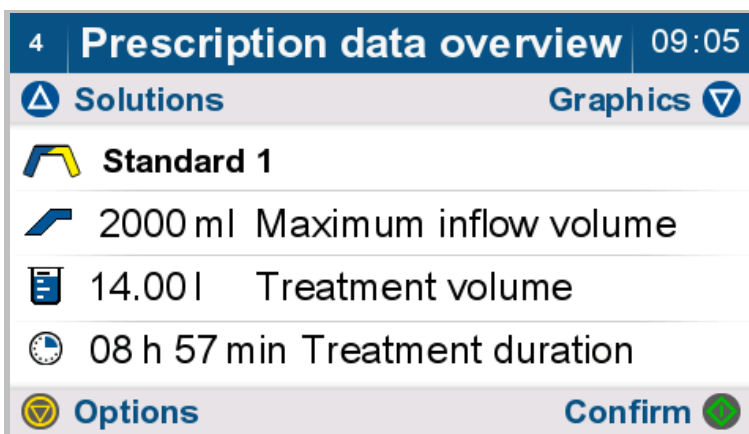 4 Prescription data overview 09:05
Solutions Graphics
Standard 1
2000 ml Maximum inflow volume
14.00 l Treatment volume
08 h 57 min Treatment duration
Options Confirm